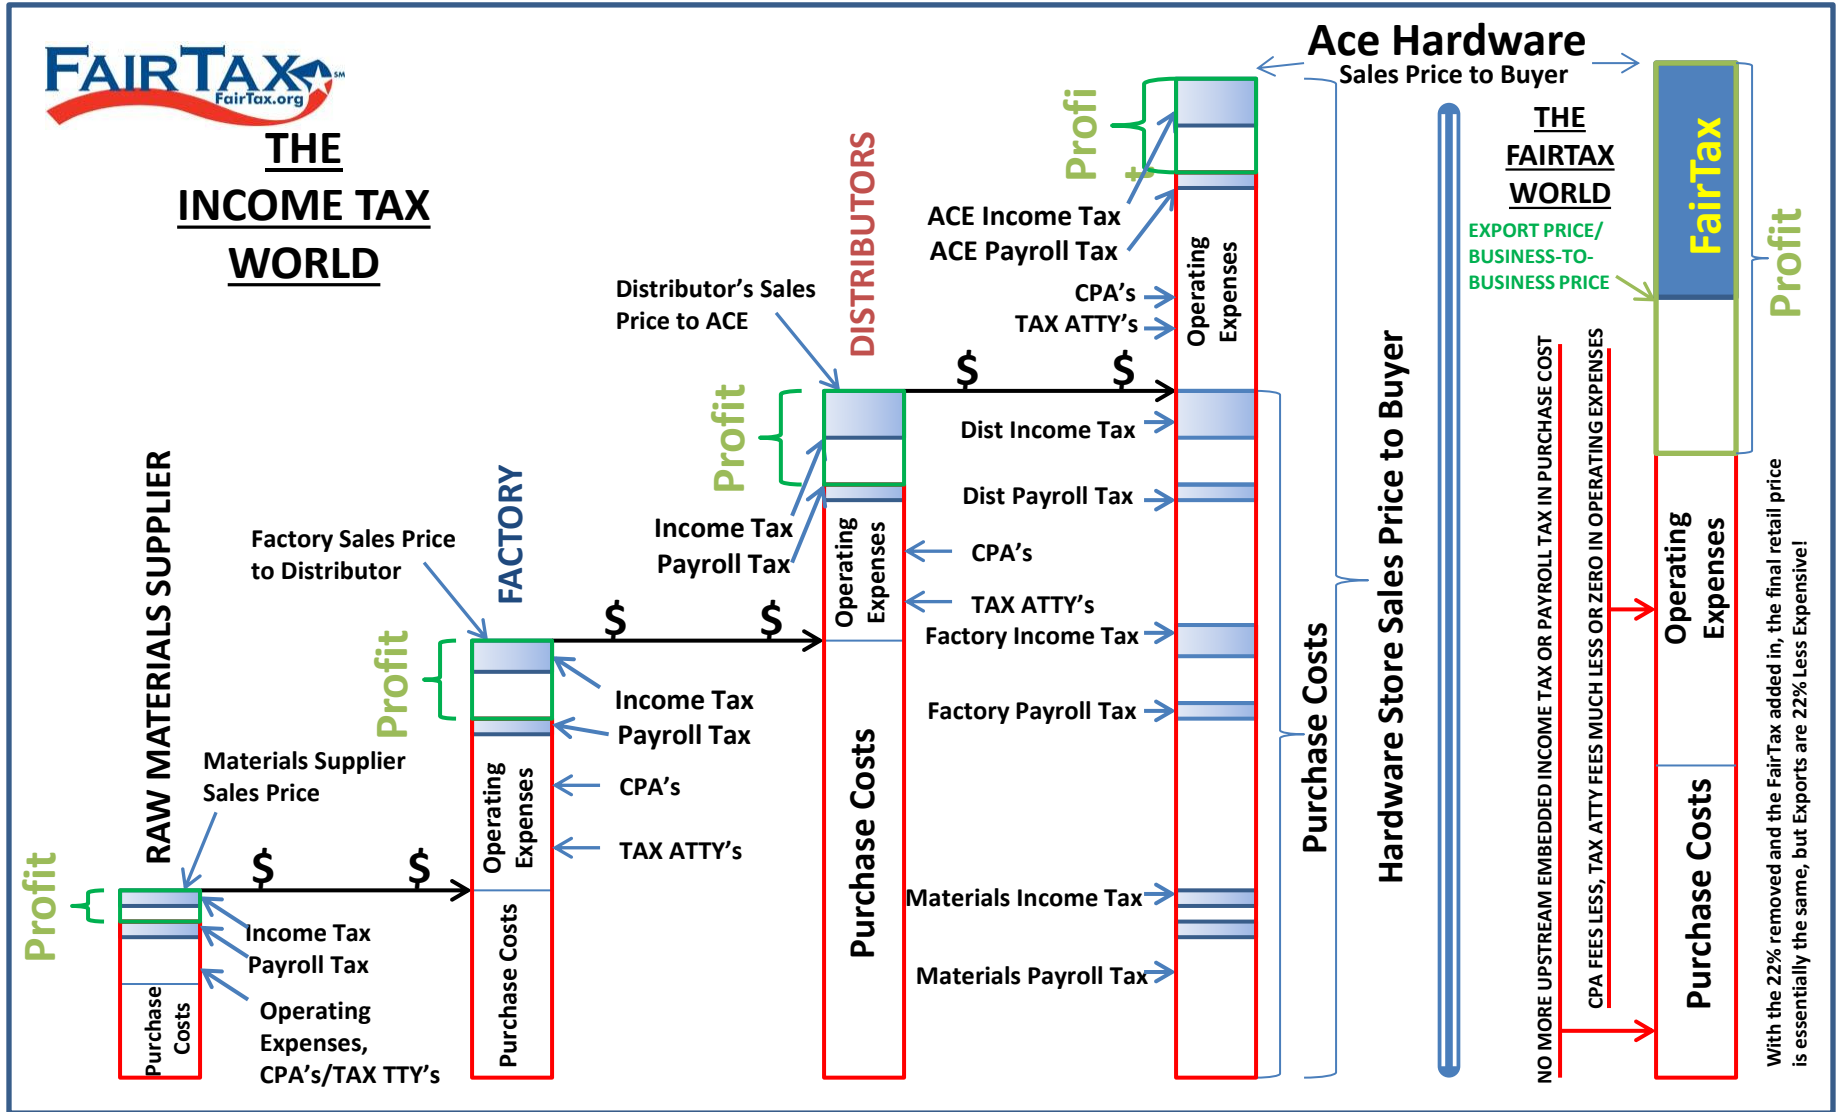 FAIRTAX SM
FairTax.org
THE
INCOME TAX
WORLD
RAW MATERIALS SUPPLIER
Materials Supplier
Sales Price
Profit
$ $
Income Tax
Payroll Tax
Operating
Expenses,
CPA's/TAX TTY's
Purchase
Costs
FACTORY
Factory Sales Price
to Distributor
Profit
$ $
Income Tax
Payroll Tax
CPA's
TAX ATTY's
Operating
Expenses
Purchase Costs
DISTRIBUTORS
Distributor's Sales
Price to ACE
Profit
$ $
Income Tax
Payroll Tax
CPA's
TAX ATTY's
Operating
Expenses
Purchase Costs
Ace Hardware
Sales Price to Buyer
Profi
t
ACE Income Tax
ACE Payroll Tax
CPA's
TAX ATTY's
Operating
Expenses
Dist Income Tax
Dist Payroll Tax
Factory Income Tax
Factory Payroll Tax
Materials Income Tax
Materials Payroll Tax
Purchase Costs
Hardware Store Sales Price to Buyer
THE
FAIRTAX
WORLD
EXPORT PRICE/
BUSINESS-TO-
BUSINESS PRICE
NO MORE UPSTREAM EMBEDDED INCOME TAX OR PAYROLL TAX IN PURCHASE COST
CPA FEES LESS, TAX ATTY FEES MUCH LESS OR ZERO IN OPERATING EXPENSES
FairTax
Profit
Operating
Expenses
Purchase Costs
With the 22% removed and the FairTax added in, the final retail price
is essentially the same, but Exports are 22% Less Expensive!